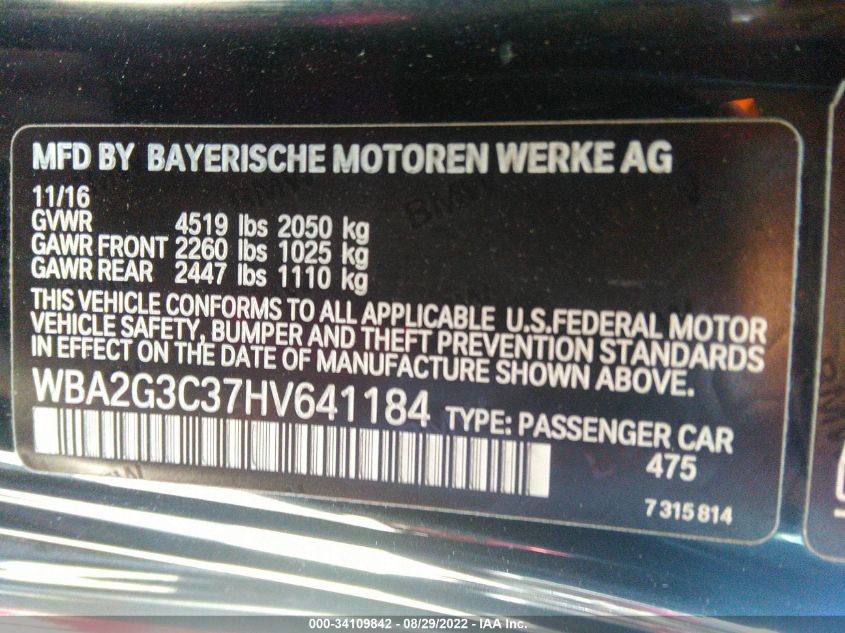 MFD BY BAYERISCHE MOTOREN WERKE AG
11/16
GVWR 4519 lbs 2050 kg
GAWR FRONT 2260 lbs 1025 kg
GAWR REAR 2447 lbs 1110 kg
THIS VEHICLE CONFORMS TO ALL APPLICABLE U.S.FEDERAL MOTOR
VEHICLE SAFETY, BUMPER AND THEFT PREVENTION STANDARDS
IN EFFECT ON THE DATE OF MANUFACTURE SHOWN ABOVE.
WBA2G3C37HV641184 TYPE: PASSENGER CAR
475
7 315 814
000-34109842 - 08/29/2022 - IAA Inc.